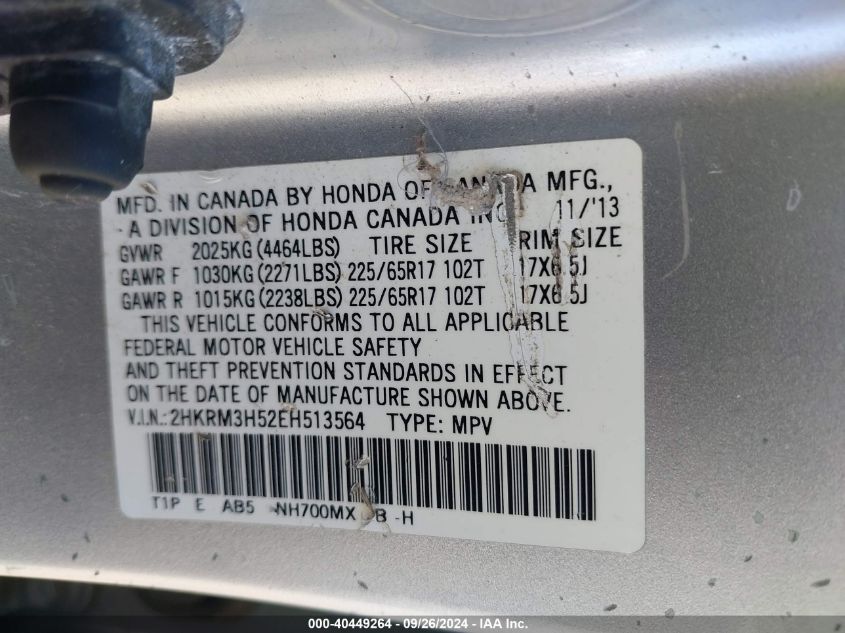 MFD. IN CANADA BY HONDA OF CANADA MFG.,
- A DIVISION OF HONDA CANADA INC. 11/'13
GVWR 2025KG (4464LBS) TIRE SIZE RIM SIZE
GAWR F 1030KG (2271LBS) 225/65R17 102T 17X6.5J
GAWR R 1015KG (2238LBS) 225/65R17 102T 17X6.5J
THIS VEHICLE CONFORMS TO ALL APPLICABLE
FEDERAL MOTOR VEHICLE SAFETY
AND THEFT PREVENTION STANDARDS IN EFFECT
ON THE DATE OF MANUFACTURE SHOWN ABOVE.
V.I.N.: 2HKRM3H52EH513564 TYPE: MPV
T1P E AB5 NH700MX B -H
000-40449264 - 09/26/2024 - IAA Inc.